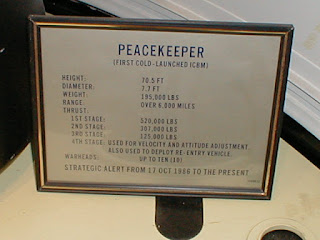 PEACEKEEPER
(FIRST COLD-LAUNCHED ICBM)
HEIGHT: 70.5 FT
DIAMETER: 7.7 FT
WEIGHT: 195,000 LBS
RANGE: OVER 6,000 MILES
THRUST:
1ST STAGE: 520,000 LBS
2ND STAGE: 307,000 LBS
3RD STAGE: 125,000 LBS
4TH STAGE: USED FOR VELOCITY AND ATTITUDE ADJUSTMENT.
ALSO USED TO DEPLOY RE-ENTRY VEHICLE.
WARHEADS: UP TO TEN (10)
STRATEGIC ALERT FROM 17 OCT 1986 TO THE PRESENT